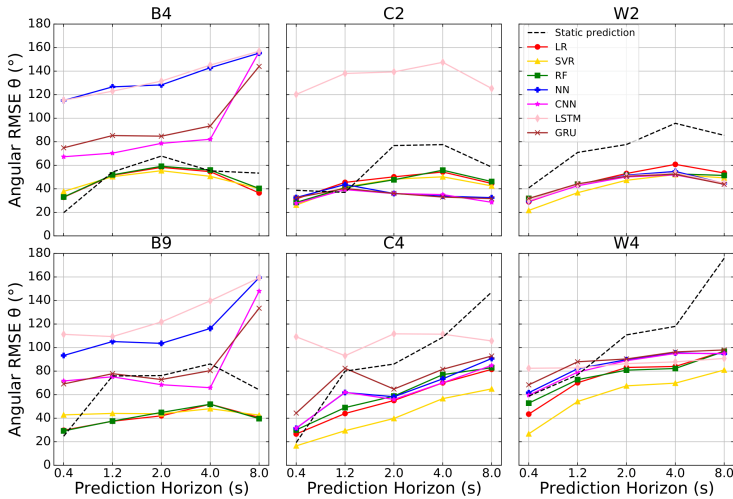 B4 C2 W2
180
160
140
120
100
80
60
40
20
0
Angular RMSE θ (°)
Static prediction
LR
SVR
RF
NN
CNN
LSTM
GRU
B9 C4 W4
180
160
140
120
100
80
60
40
20
0
Angular RMSE θ (°)
0.4 1.2 2.0 4.0 8.0 0.4 1.2 2.0 4.0 8.0 0.4 1.2 2.0 4.0 8.0
Prediction Horizon (s) Prediction Horizon (s) Prediction Horizon (s)